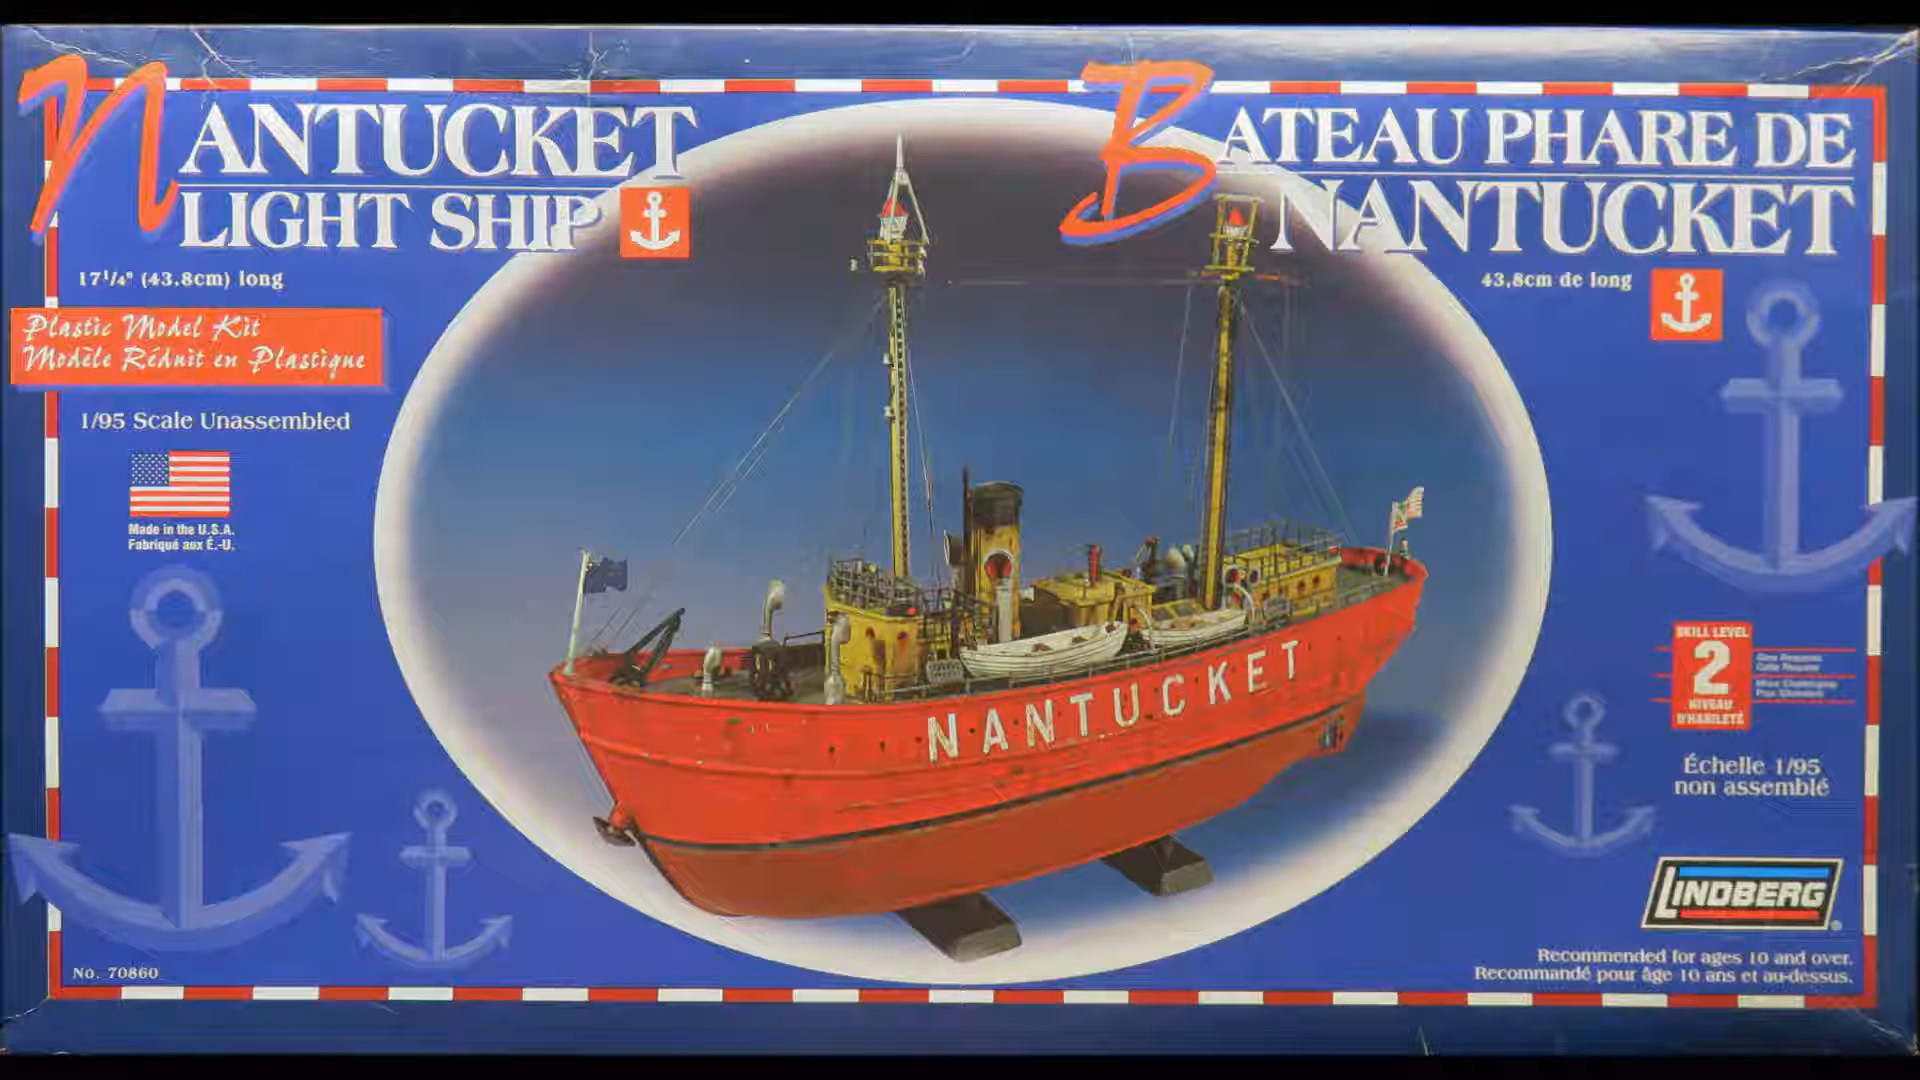 NANTUCKET
LIGHT SHIP
17¹/₄" (43.8cm) long
Plastic Model Kit
Modèle Réduit en Plastique
1/95 Scale Unassembled
Made in the U.S.A.
Fabriqué aux É.-U.
No. 70860
BATEAU PHARE DE
NANTUCKET
43,8cm de long
NANTUCKET
SKILL LEVEL
2
NIVEAU
D'HABILETÉ
Échelle 1/95
non assemblé
LINDBERG®
Recommended for ages 10 and over.
Recommandé pour âge 10 ans et au-dessus.